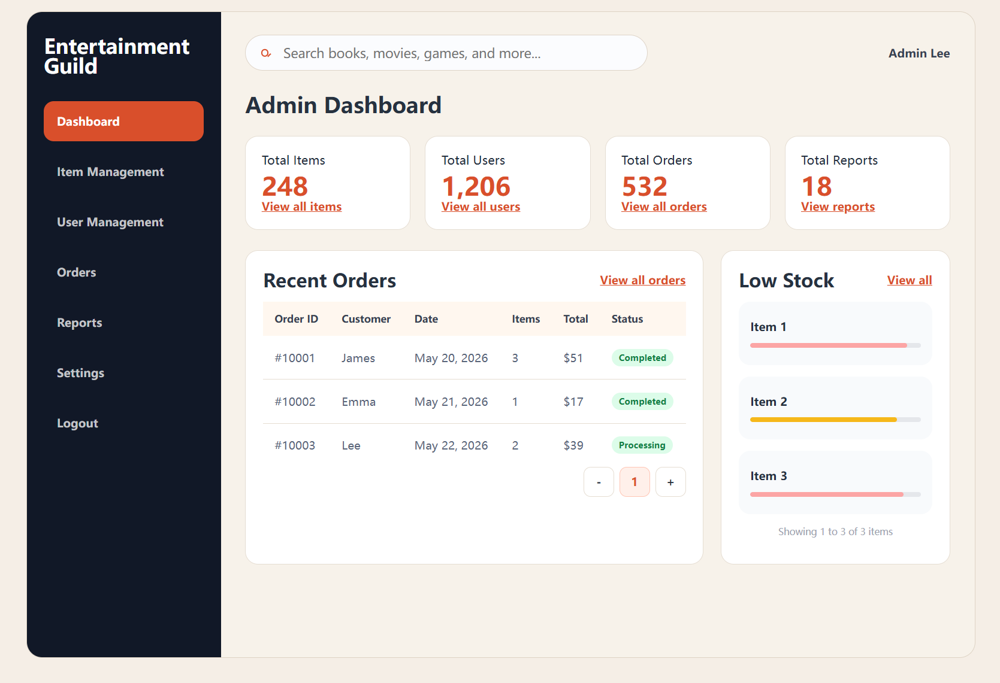 Entertainment
Guild
Dashboard
Item Management
User Management
Orders
Reports
Settings
Logout
Search books, movies, games, and more...
Admin Lee
Admin Dashboard
Total Items
248
View all items
Total Users
1,206
View all users
Total Orders
532
View all orders
Total Reports
18
View reports
Recent Orders View all orders
Order ID Customer Date Items Total Status
#10001 James May 20, 2026 3 $51 Completed
#10002 Emma May 21, 2026 1 $17 Completed
#10003 Lee May 22, 2026 2 $39 Processing
- 1 +
Low Stock View all
Item 1
Item 2
Item 3
Showing 1 to 3 of 3 items